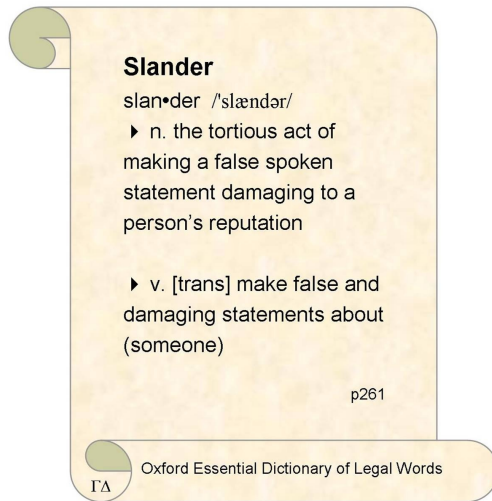 Slander
slan•der /'slændər/
▶ n. the tortious act of
making a false spoken
statement damaging to a
person's reputation
▶ v. [trans] make false and
damaging statements about
(someone)
p261
ΓΔ
Oxford Essential Dictionary of Legal Words